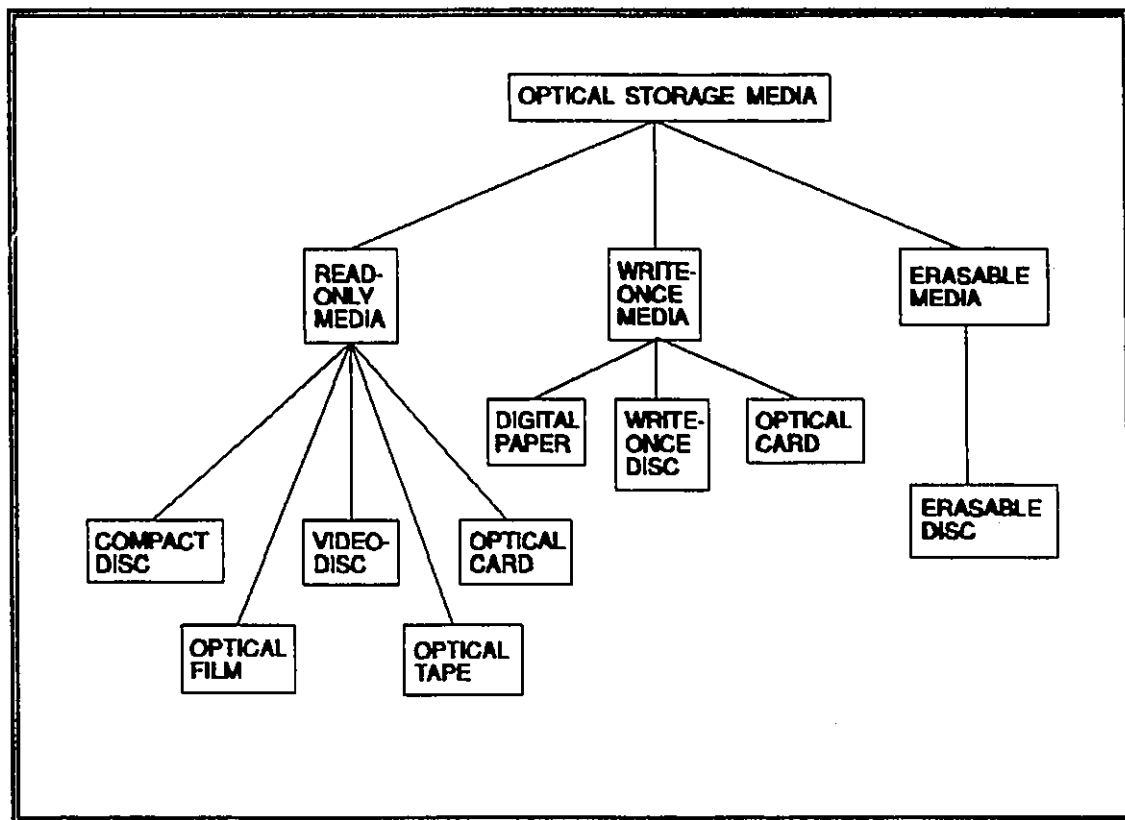 OPTICAL STORAGE MEDIA
READ-
ONLY
MEDIA
WRITE-
ONCE
MEDIA
ERASABLE
MEDIA
DIGITAL
PAPER
WRITE-
ONCE
DISC
OPTICAL
CARD
ERASABLE
DISC
COMPACT
DISC
VIDEO-
DISC
OPTICAL
CARD
OPTICAL
FILM
OPTICAL
TAPE